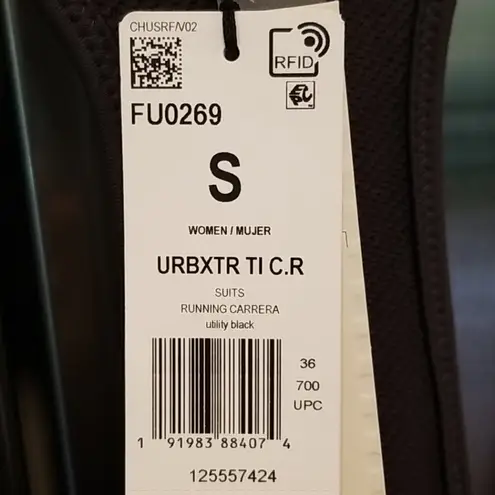 CHUSRF/V02
RFID
FU0269
S
WOMEN / MUJER
URBXTR TI C.R
SUITS
RUNNING CARRERA
utility black
36
700
UPC
1 91983 88407 4
125557424